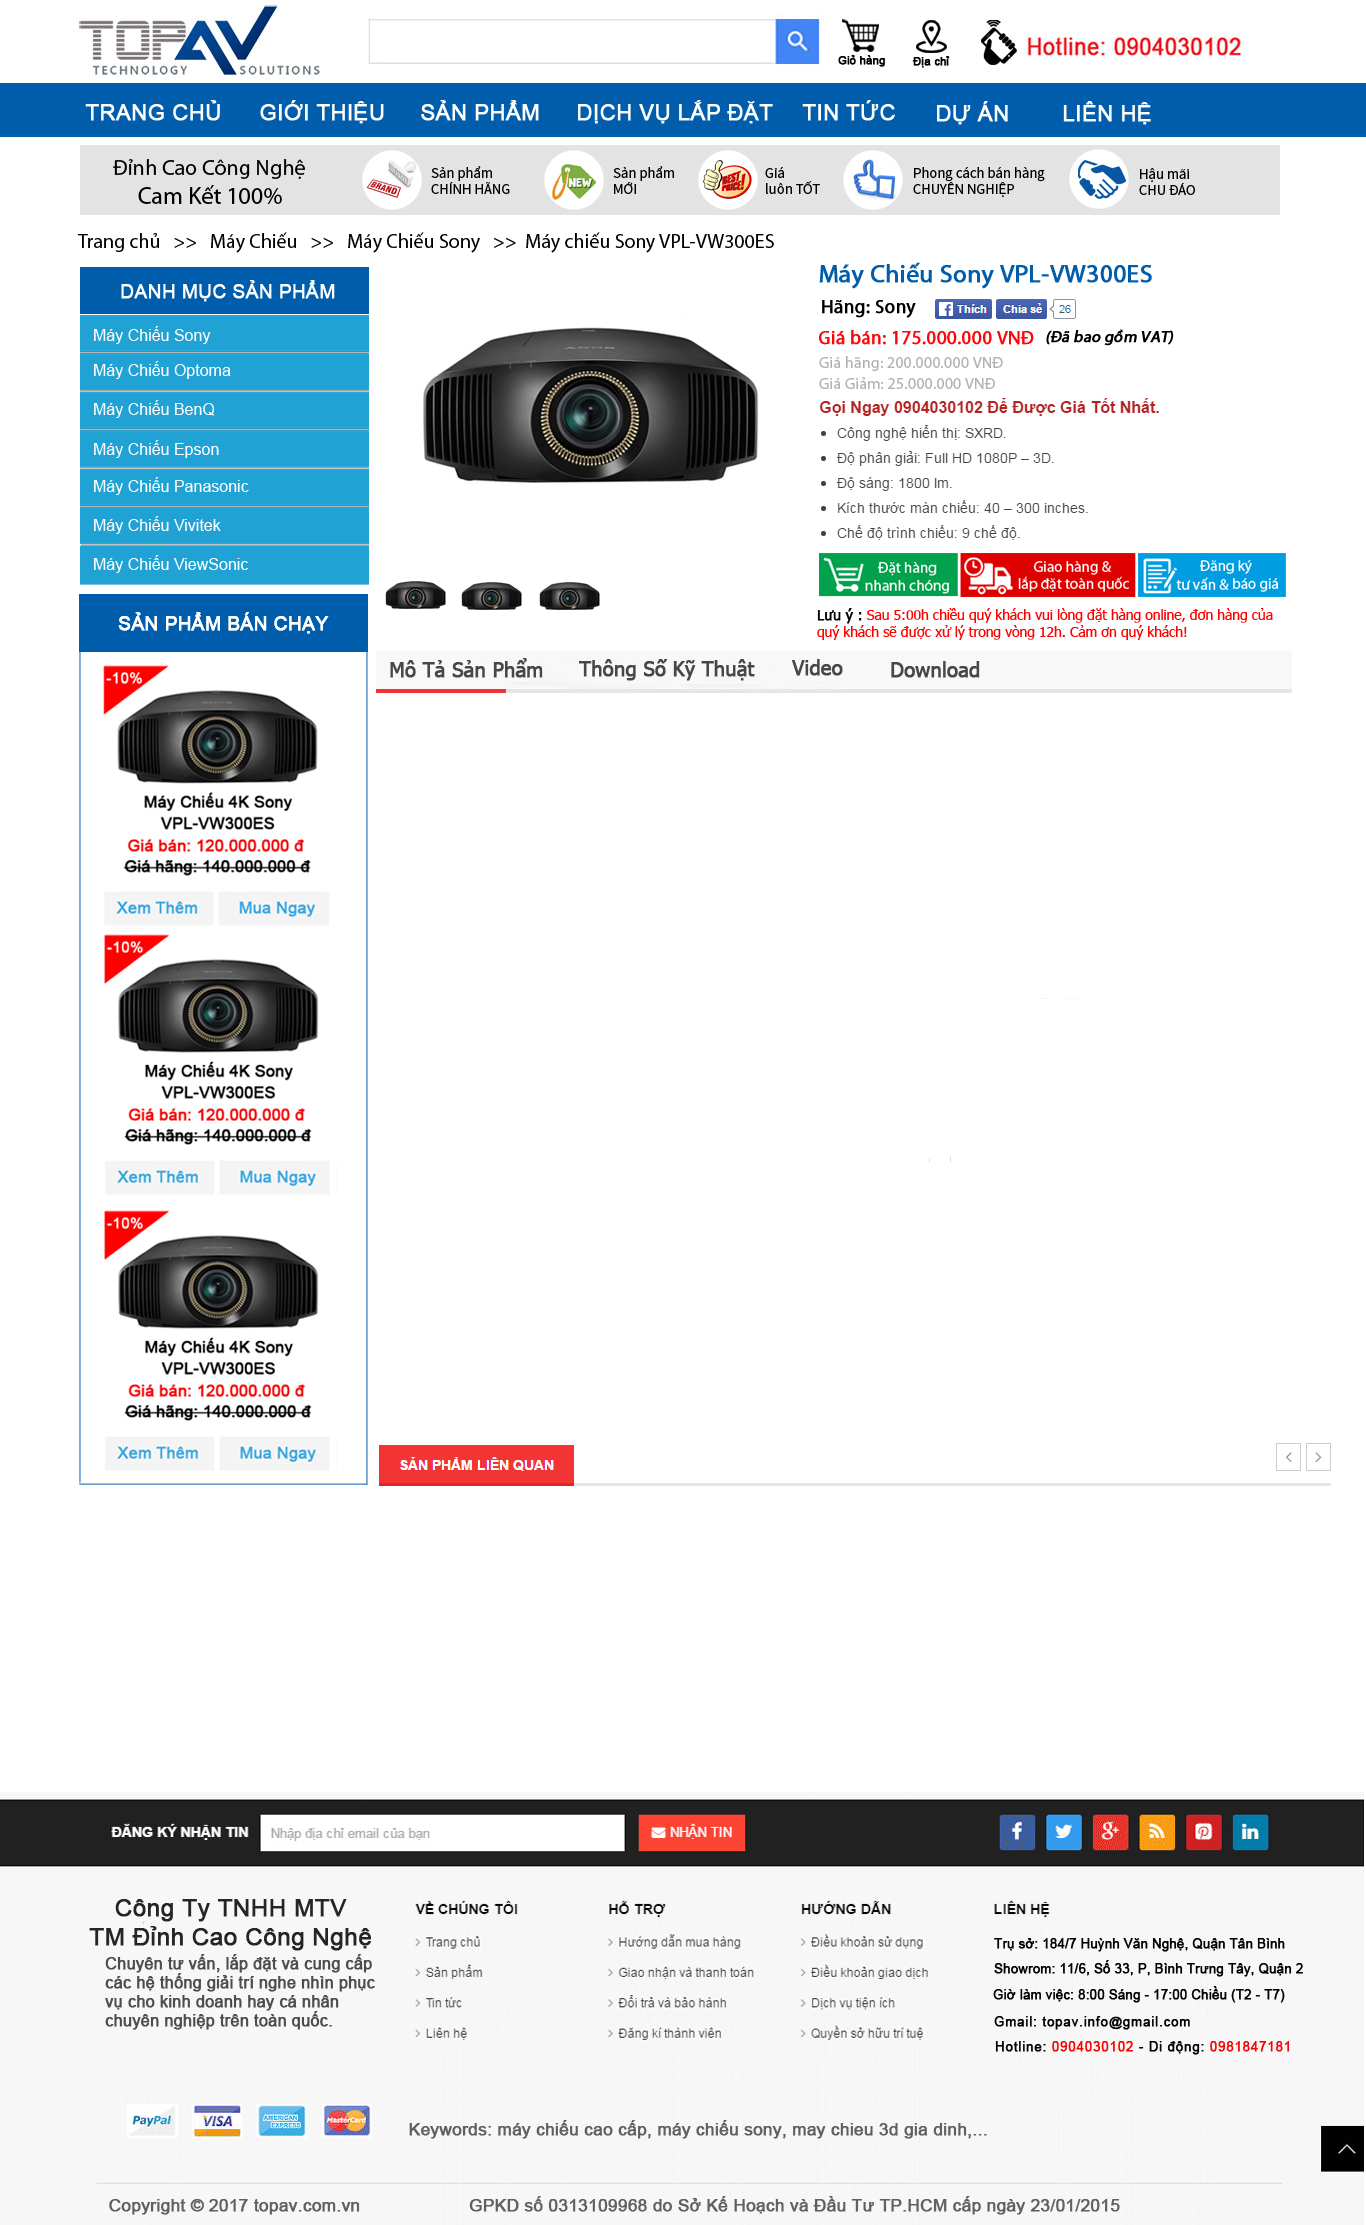 TOPAV
TECHNOLOGY SOLUTIONS
Giỏ hàng
Địa chỉ
Hotline: 0904030102
TRANG CHỦ GIỚI THIỆU SẢN PHẨM DỊCH VỤ LẮP ĐẶT TIN TỨC DỰ ÁN LIÊN HỆ
Đỉnh Cao Công Nghệ
Cam Kết 100%
BRAND
Sản phẩm
CHÍNH HÃNG
NEW
Sản phẩm
MỚI
BEST PRICE!
Giá
luôn TỐT
Phong cách bán hàng
CHUYÊN NGHIỆP
Hậu mãi
CHU ĐÁO
Trang chủ >> Máy Chiếu >> Máy Chiếu Sony >> Máy chiếu Sony VPL-VW300ES
DANH MỤC SẢN PHẨM
Máy Chiếu Sony
Máy Chiếu Optoma
Máy Chiếu BenQ
Máy Chiếu Epson
Máy Chiếu Panasonic
Máy Chiếu Vivitek
Máy Chiếu ViewSonic
SONY
Máy Chiếu Sony VPL-VW300ES
Hãng: Sony
Thích
Chia sẻ
26
Giá bán: 175.000.000 VNĐ (Đã bao gồm VAT)
Giá hãng: 200.000.000 VNĐ
Giá Giảm: 25.000.000 VNĐ
Gọi Ngay 0904030102 Để Được Giá Tốt Nhất.
Công nghệ hiển thị: SXRD.
Độ phân giải: Full HD 1080P – 3D.
Độ sáng: 1800 lm.
Kích thước màn chiếu: 40 – 300 inches.
Chế độ trình chiếu: 9 chế độ.
Đặt hàng
nhanh chóng
Giao hàng &
lắp đặt toàn quốc
Đăng ký
tư vấn & báo giá
Lưu ý : Sau 5:00h chiều quý khách vui lòng đặt hàng online, đơn hàng của
quý khách sẽ được xử lý trong vòng 12h. Cảm ơn quý khách!
Mô Tả Sản Phẩm Thông Số Kỹ Thuật Video Download
SẢN PHẨM BÁN CHẠY
-10%
Máy Chiếu 4K Sony
VPL-VW300ES
Giá bán: 120.000.000 đ
Giá hãng: 140.000.000 đ
Xem Thêm Mua Ngay
-10%
Máy Chiếu 4K Sony
VPL-VW300ES
Giá bán: 120.000.000 đ
Giá hãng: 140.000.000 đ
Xem Thêm Mua Ngay
-10%
Máy Chiếu 4K Sony
VPL-VW300ES
Giá bán: 120.000.000 đ
Giá hãng: 140.000.000 đ
Xem Thêm Mua Ngay
SẢN PHẨM LIÊN QUAN
ĐĂNG KÝ NHẬN TIN
Nhập địa chỉ email của bạn
NHẬN TIN
Công Ty TNHH MTV
TM Đỉnh Cao Công Nghệ
Chuyên tư vấn, lắp đặt và cung cấp
các hệ thống giải trí nghe nhìn phục
vụ cho kinh doanh hay cá nhân
chuyên nghiệp trên toàn quốc.
VỀ CHÚNG TÔI
Trang chủ
Sản phẩm
Tin tức
Liên hệ
HỖ TRỢ
Hướng dẫn mua hàng
Giao nhận và thanh toán
Đổi trả và bảo hành
Đăng kí thành viên
HƯỚNG DẪN
Điều khoản sử dụng
Điều khoản giao dịch
Dịch vụ tiện ích
Quyền sở hữu trí tuệ
LIÊN HỆ
Trụ sở: 184/7 Huỳnh Văn Nghệ, Quận Tân Bình
Showrom: 11/6, Số 33, P, Bình Trưng Tây, Quận 2
Giờ làm việc: 8:00 Sáng - 17:00 Chiều (T2 - T7)
Gmail: topav.info@gmail.com
Hotline: 0904030102 - Di động: 0981847181
PayPal
VISA
AMERICAN EXPRESS
MasterCard
Keywords: máy chiếu cao cấp, máy chiếu sony, may chieu 3d gia dinh,...
Copyright © 2017 topav.com.vn
GPKD số 0313109968 do Sở Kế Hoạch và Đầu Tư TP.HCM cấp ngày 23/01/2015